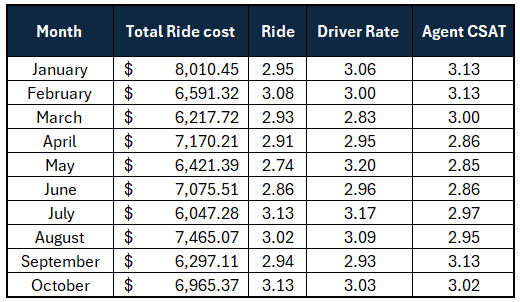 Month Total Ride cost Ride Driver Rate Agent CSAT
January $ 8,010.45 2.95 3.06 3.13
February $ 6,591.32 3.08 3.00 3.13
March $ 6,217.72 2.93 2.83 3.00
April $ 7,170.21 2.91 2.95 2.86
May $ 6,421.39 2.74 3.20 2.85
June $ 7,075.51 2.86 2.96 2.86
July $ 6,047.28 3.13 3.17 2.97
August $ 7,465.07 3.02 3.09 2.95
September $ 6,297.11 2.94 2.93 3.13
October $ 6,965.37 3.13 3.03 3.02